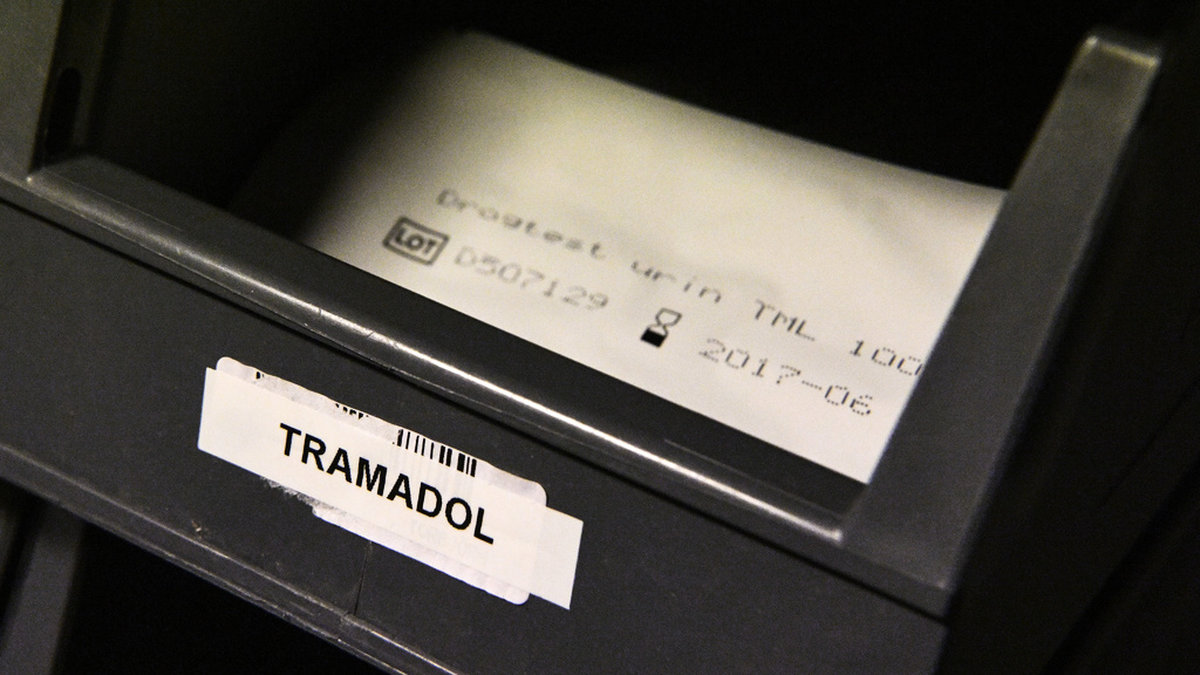 Drogtest urin TML 100
LOT D507129 2017-06
TRAMADOL